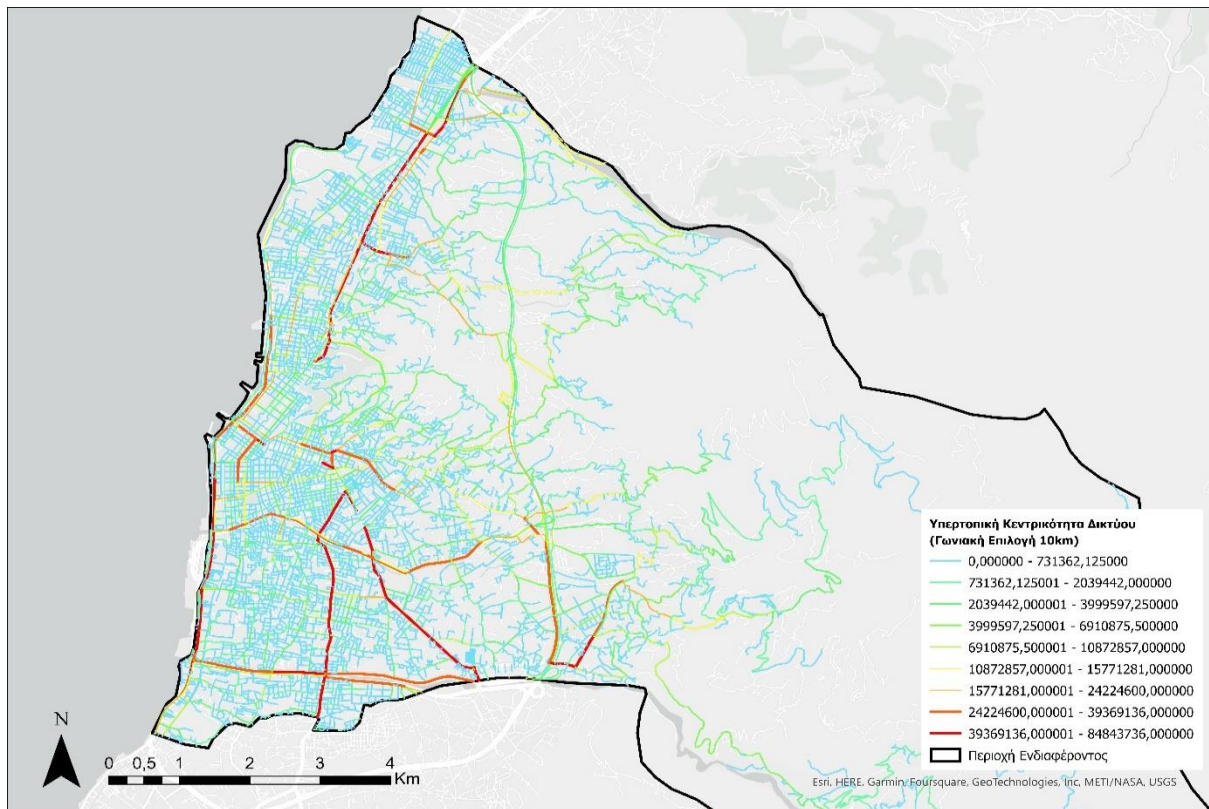 Υπερτοπική Κεντρικότητα Δικτύου
(Γωνιακή Επιλογή 10km)
0,000000 - 731362,125000
731362,125001 - 2039442,000000
2039442,000001 - 3999597,250000
3999597,250001 - 6910875,500000
6910875,500001 - 10872857,000000
10872857,000001 - 15771281,000000
15771281,000001 - 24224600,000000
24224600,000001 - 39369136,000000
39369136,000001 - 84843736,000000
Περιοχή Ενδιαφέροντος
N
0 0,5 1 2 3 4
Km
Esri, HERE, Garmin, Foursquare, GeoTechnologies, Inc, METI/NASA, USGS